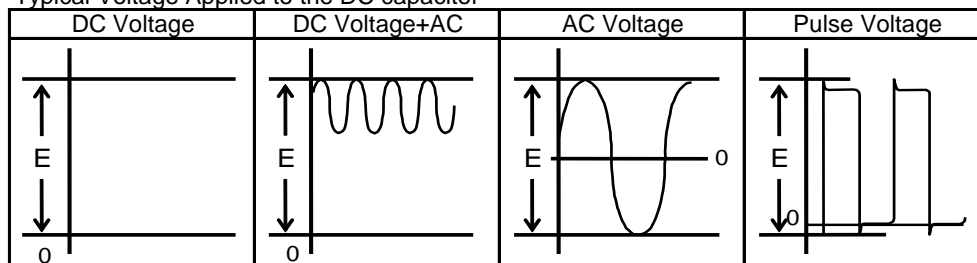 Typical Voltage Applied to the DC capacitor
DC Voltage
DC Voltage+AC
AC Voltage
Pulse Voltage
E
0
E
0
E
0
E
0